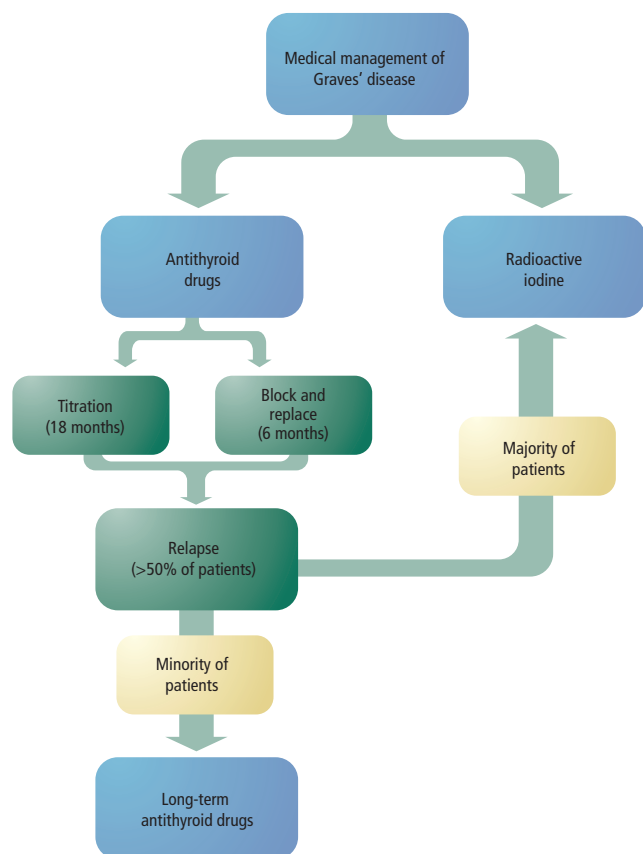 Medical management of
Graves’ disease
Antithyroid
drugs
Radioactive
iodine
Titration
(18 months)
Block and
replace
(6 months)
Majority of
patients
Relapse
(>50% of patients)
Minority of
patients
Long-term
antithyroid drugs